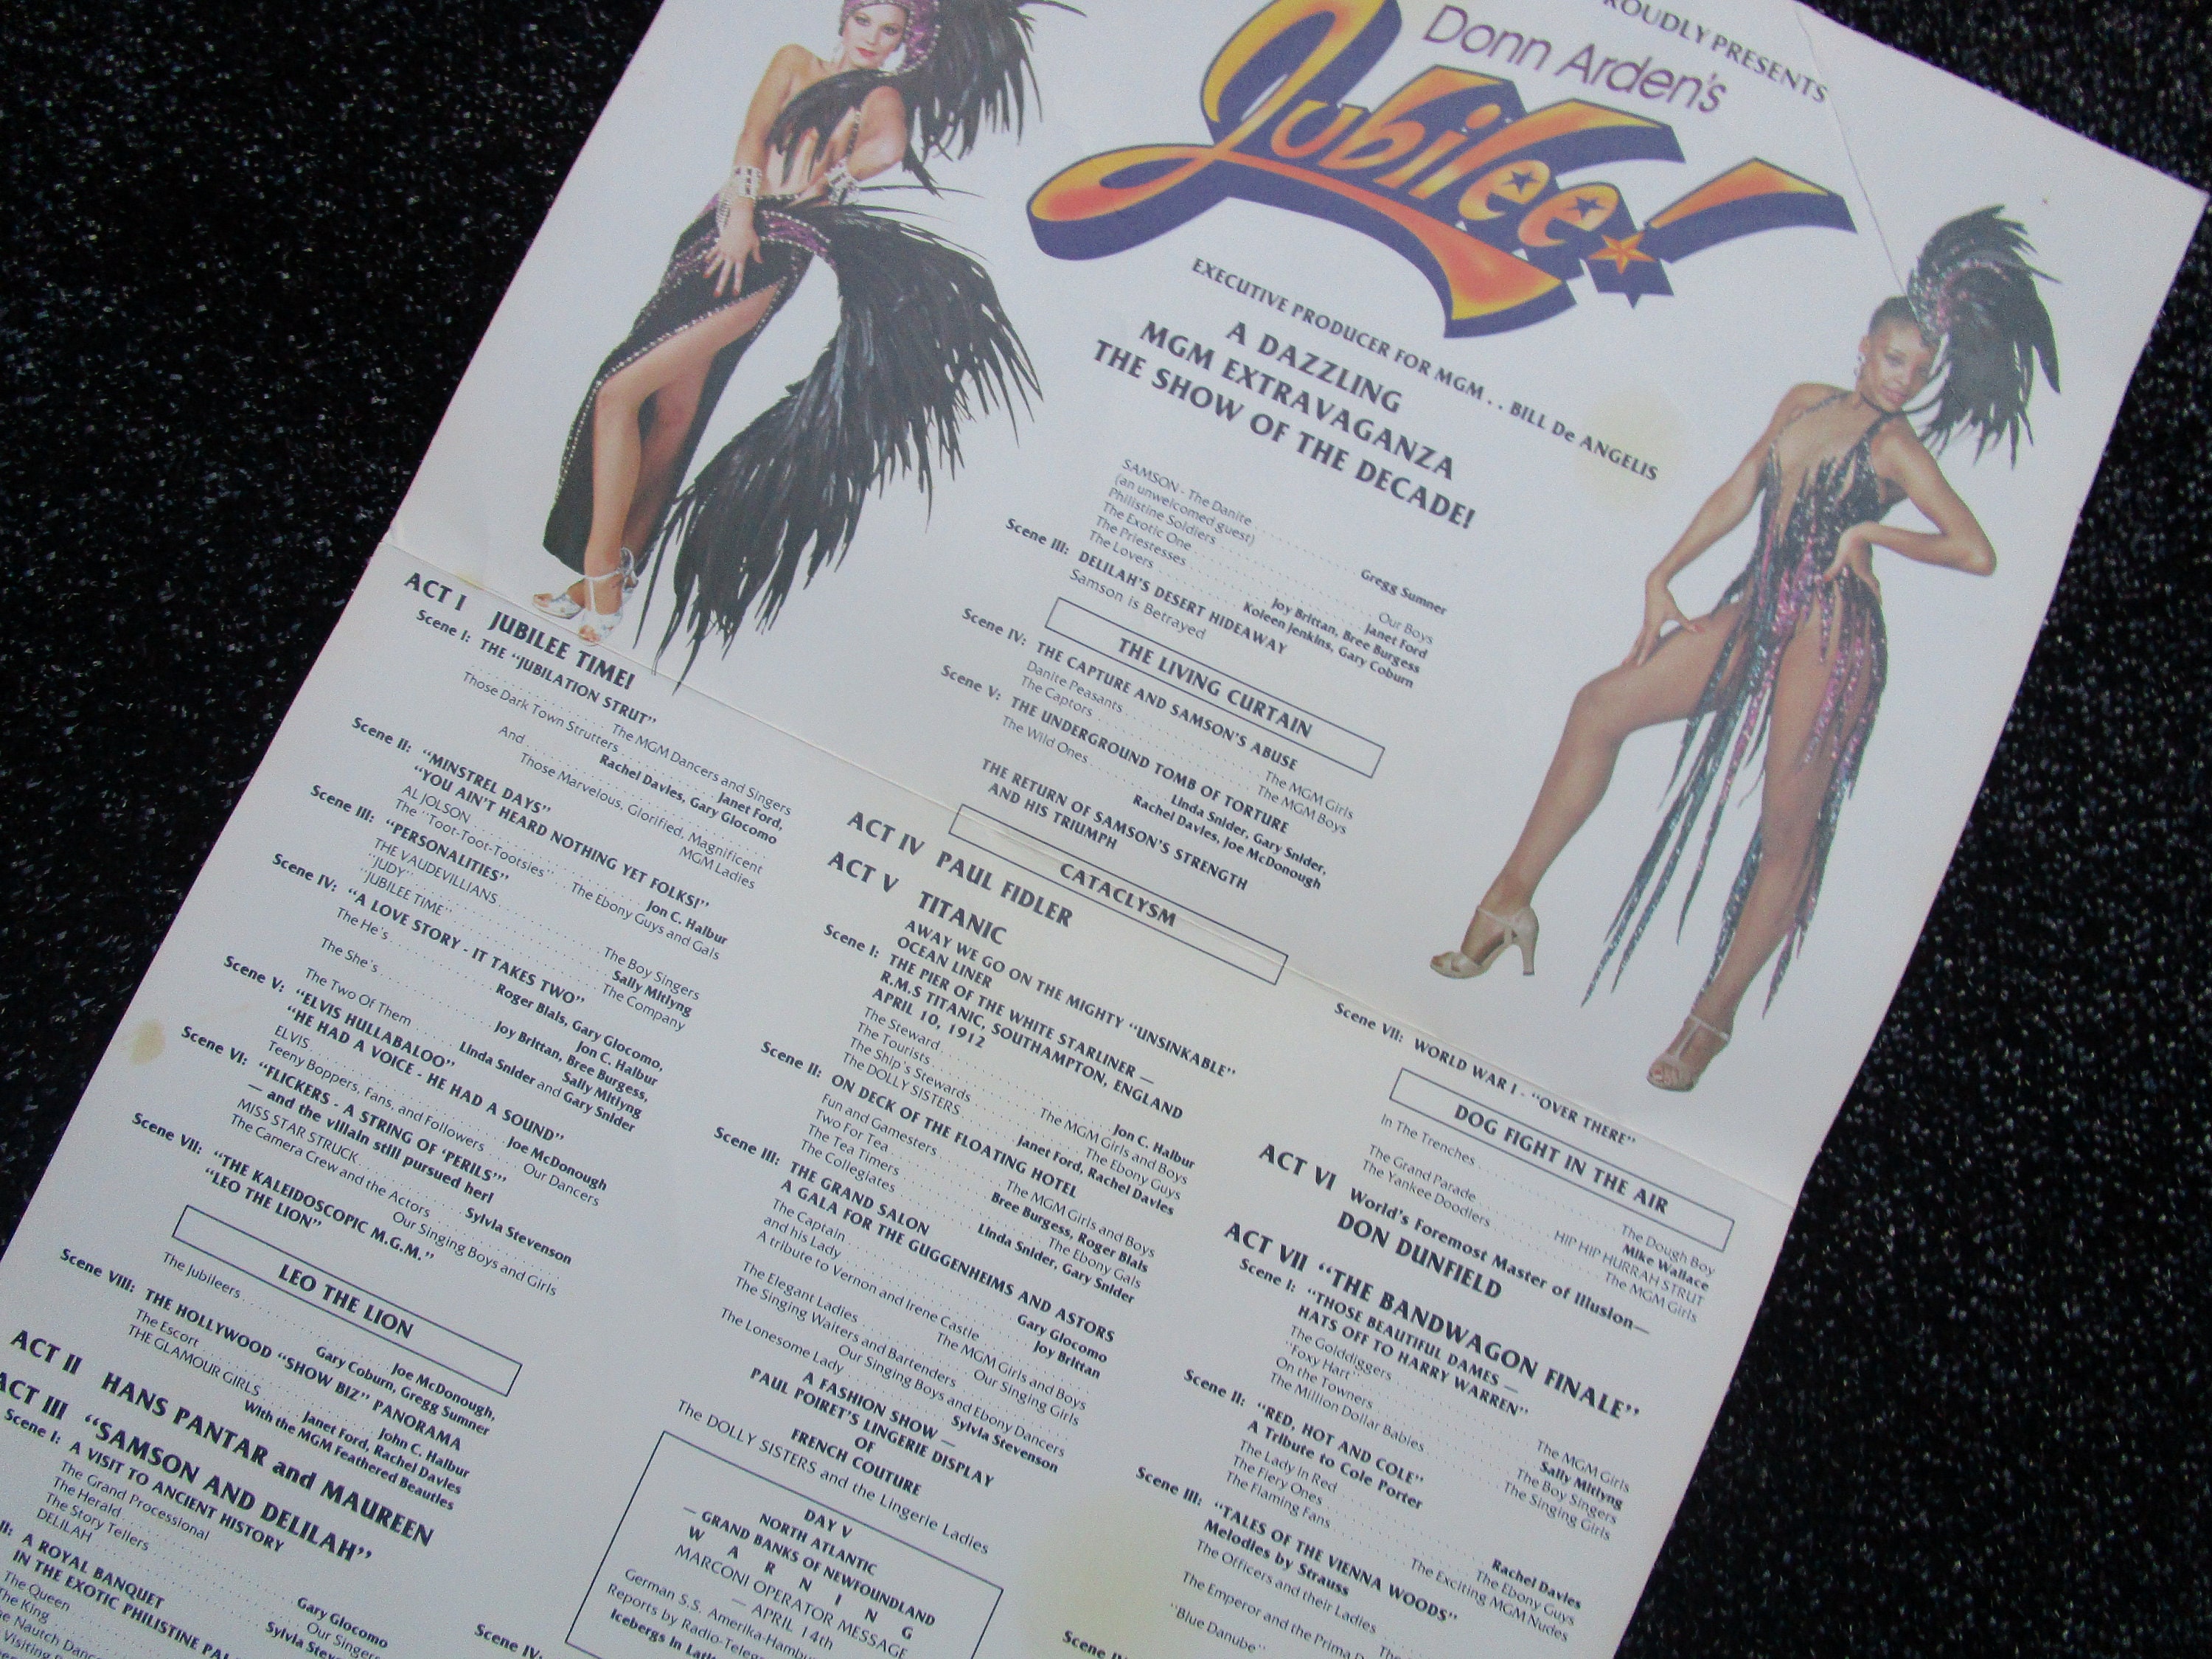 PROUDLY PRESENTS
Donn Arden's
Jubilee!
EXECUTIVE PRODUCER FOR MGM . . BILL De ANGELIS
A DAZZLING
MGM EXTRAVAGANZA
THE SHOW OF THE DECADE!
ACT I JUBILEE TIME!
Scene I: THE "JUBILATION STRUT"
The MGM Dancers and Singers
Those Dark Town Strutters Janet Ford,
Rachel Davies, Gary Giocomo
And Those Marvelous, Glorified, Magnificent
MGM Ladies
Scene II: "MINSTREL DAYS"
"YOU AIN'T HEARD NOTHING YET FOLKS!"
AL JOLSON Jon C. Halbur
The "Toot-Toot-Tootsies" The Ebony Guys and Gals
Scene III: "PERSONALITIES"
THE VAUDEVILLIANS The Boy Singers
"JUDY" Sally Mitlyng
"JUBILEE TIME" The Company
Scene IV: "A LOVE STORY - IT TAKES TWO"
The He's Roger Blals, Gary Giocomo,
Jon C. Halbur
The She's Joy Brittan, Bree Burgess,
Sally Mitlyng
The Two Of Them Linda Snider and Gary Snider
Scene V: "ELVIS HULLABALOO"
"HE HAD A VOICE - HE HAD A SOUND"
ELVIS Joe McDonough
Teeny Boppers, Fans, and Followers Our Dancers
Scene VI: "FLICKERS - A STRING OF 'PERILS'"
— and the villain still pursued her!
MISS STAR STRUCK Sylvia Stevenson
The Camera Crew and the Actors Our Singing Boys and Girls
Scene VII: "THE KALEIDOSCOPIC M.G.M."
"LEO THE LION"
LEO THE LION
The Jubileers Joe McDonough,
Gary Coburn, Gregg Sumner
Scene VIII: THE HOLLYWOOD "SHOW BIZ" PANORAMA
The Escort John C. Halbur
THE GLAMOUR GIRLS Janet Ford, Rachel Davies
With the MGM Feathered Beauties
ACT II HANS PANTAR and MAUREEN
ACT III "SAMSON AND DELILAH"
Scene I: A VISIT TO ANCIENT HISTORY
The Grand Processional
The Herald Gary Giocomo
The Story Tellers Our Singers
DELILAH
II: A ROYAL BANQUET
IN THE EXOTIC PHILISTINE
The Queen
The King
SAMSON - The Danite Gregg Sumner
(an unwelcomed guest)
Philistine Soldiers Our Boys
The Exotic One Janet Ford
The Priestesses Joy Brittan, Bree Burgess
The Lovers Koleen Jenkins, Gary Coburn
Scene III: DELILAH'S DESERT HIDEAWAY
Samson is Betrayed
THE LIVING CURTAIN
Scene IV: THE CAPTURE AND SAMSON'S ABUSE
Danite Peasants The MGM Girls
The Captors The MGM Boys
Scene V: THE UNDERGROUND TOMB OF TORTURE
The Wild Ones Linda Snider, Gary Snider,
Rachel Davies, Joe McDonough
THE RETURN OF SAMSON'S STRENGTH
AND HIS TRIUMPH
CATACLYSM
ACT IV PAUL FIDLER
ACT V TITANIC
AWAY WE GO ON THE MIGHTY "UNSINKABLE"
OCEAN LINER
Scene I: THE PIER OF THE WHITE STARLINER —
R.M.S TITANIC, SOUTHAMPTON, ENGLAND
APRIL 10, 1912
The Steward Jon C. Halbur
The Tourists The MGM Girls and Boys
The Ship's Stewards The Ebony Guys
The DOLLY SISTERS Janet Ford, Rachel Davies
Scene II: ON DECK OF THE FLOATING HOTEL
Fun and Gamesters The MGM Girls and Boys
Two For Tea Bree Burgess, Roger Blals
The Tea Timers The Ebony Gals
The Collegiates Linda Snider, Gary Snider
Scene III: THE GRAND SALON
A GALA FOR THE GUGGENHEIMS AND ASTORS
The Captain Gary Giocomo
and his Lady Joy Brittan
A tribute to Vernon and Irene Castle
The MGM Girls and Boys
The Elegant Ladies Our Singing Girls
The Singing Waiters and Bartenders
Our Singing Boys and Ebony Dancers
The Lonesome Lady Sylvia Stevenson
A FASHION SHOW —
PAUL POIRET'S LINGERIE DISPLAY
OF
FRENCH COUTURE
The DOLLY SISTERS and the Lingerie Ladies
DAY V
NORTH ATLANTIC
— GRAND BANKS OF NEWFOUNDLAND
W A R N I N G
MARCONI OPERATOR MESSAGE
— APRIL 14th
German S.S. Amerika-
Reports by
Icebergs
Scene IV:
Scene VII: WORLD WAR I - "OVER THERE"
DOG FIGHT IN THE AIR
In The Trenches The Dough Boy
Mike Wallace
The Grand Parade HIP HIP HURRAH STRUT
The Yankee Doodlers The MGM Girls
ACT VI World's Foremost Master of Illusion—
DON DUNFIELD
ACT VII "THE BANDWAGON FINALE"
Scene I: "THOSE BEAUTIFUL DAMES —
HATS OFF TO HARRY WARREN"
The Golddiggers The MGM Girls
"Foxy Hart" Sally Mitlyng
On the Towners The Boy Singers
The Million Dollar Babies The Singing Girls
Scene II: "RED, HOT AND COLE"
A Tribute to Cole Porter
The Lady in Red Rachel Davies
The Fiery Ones The Ebony Guys
The Flaming Fans The Exciting MGM Nudes
Scene III: "TALES OF THE VIENNA WOODS"
Melodies by Strauss
The Officers and their Ladies
The Emperor and the Prima
"Blue Danube"